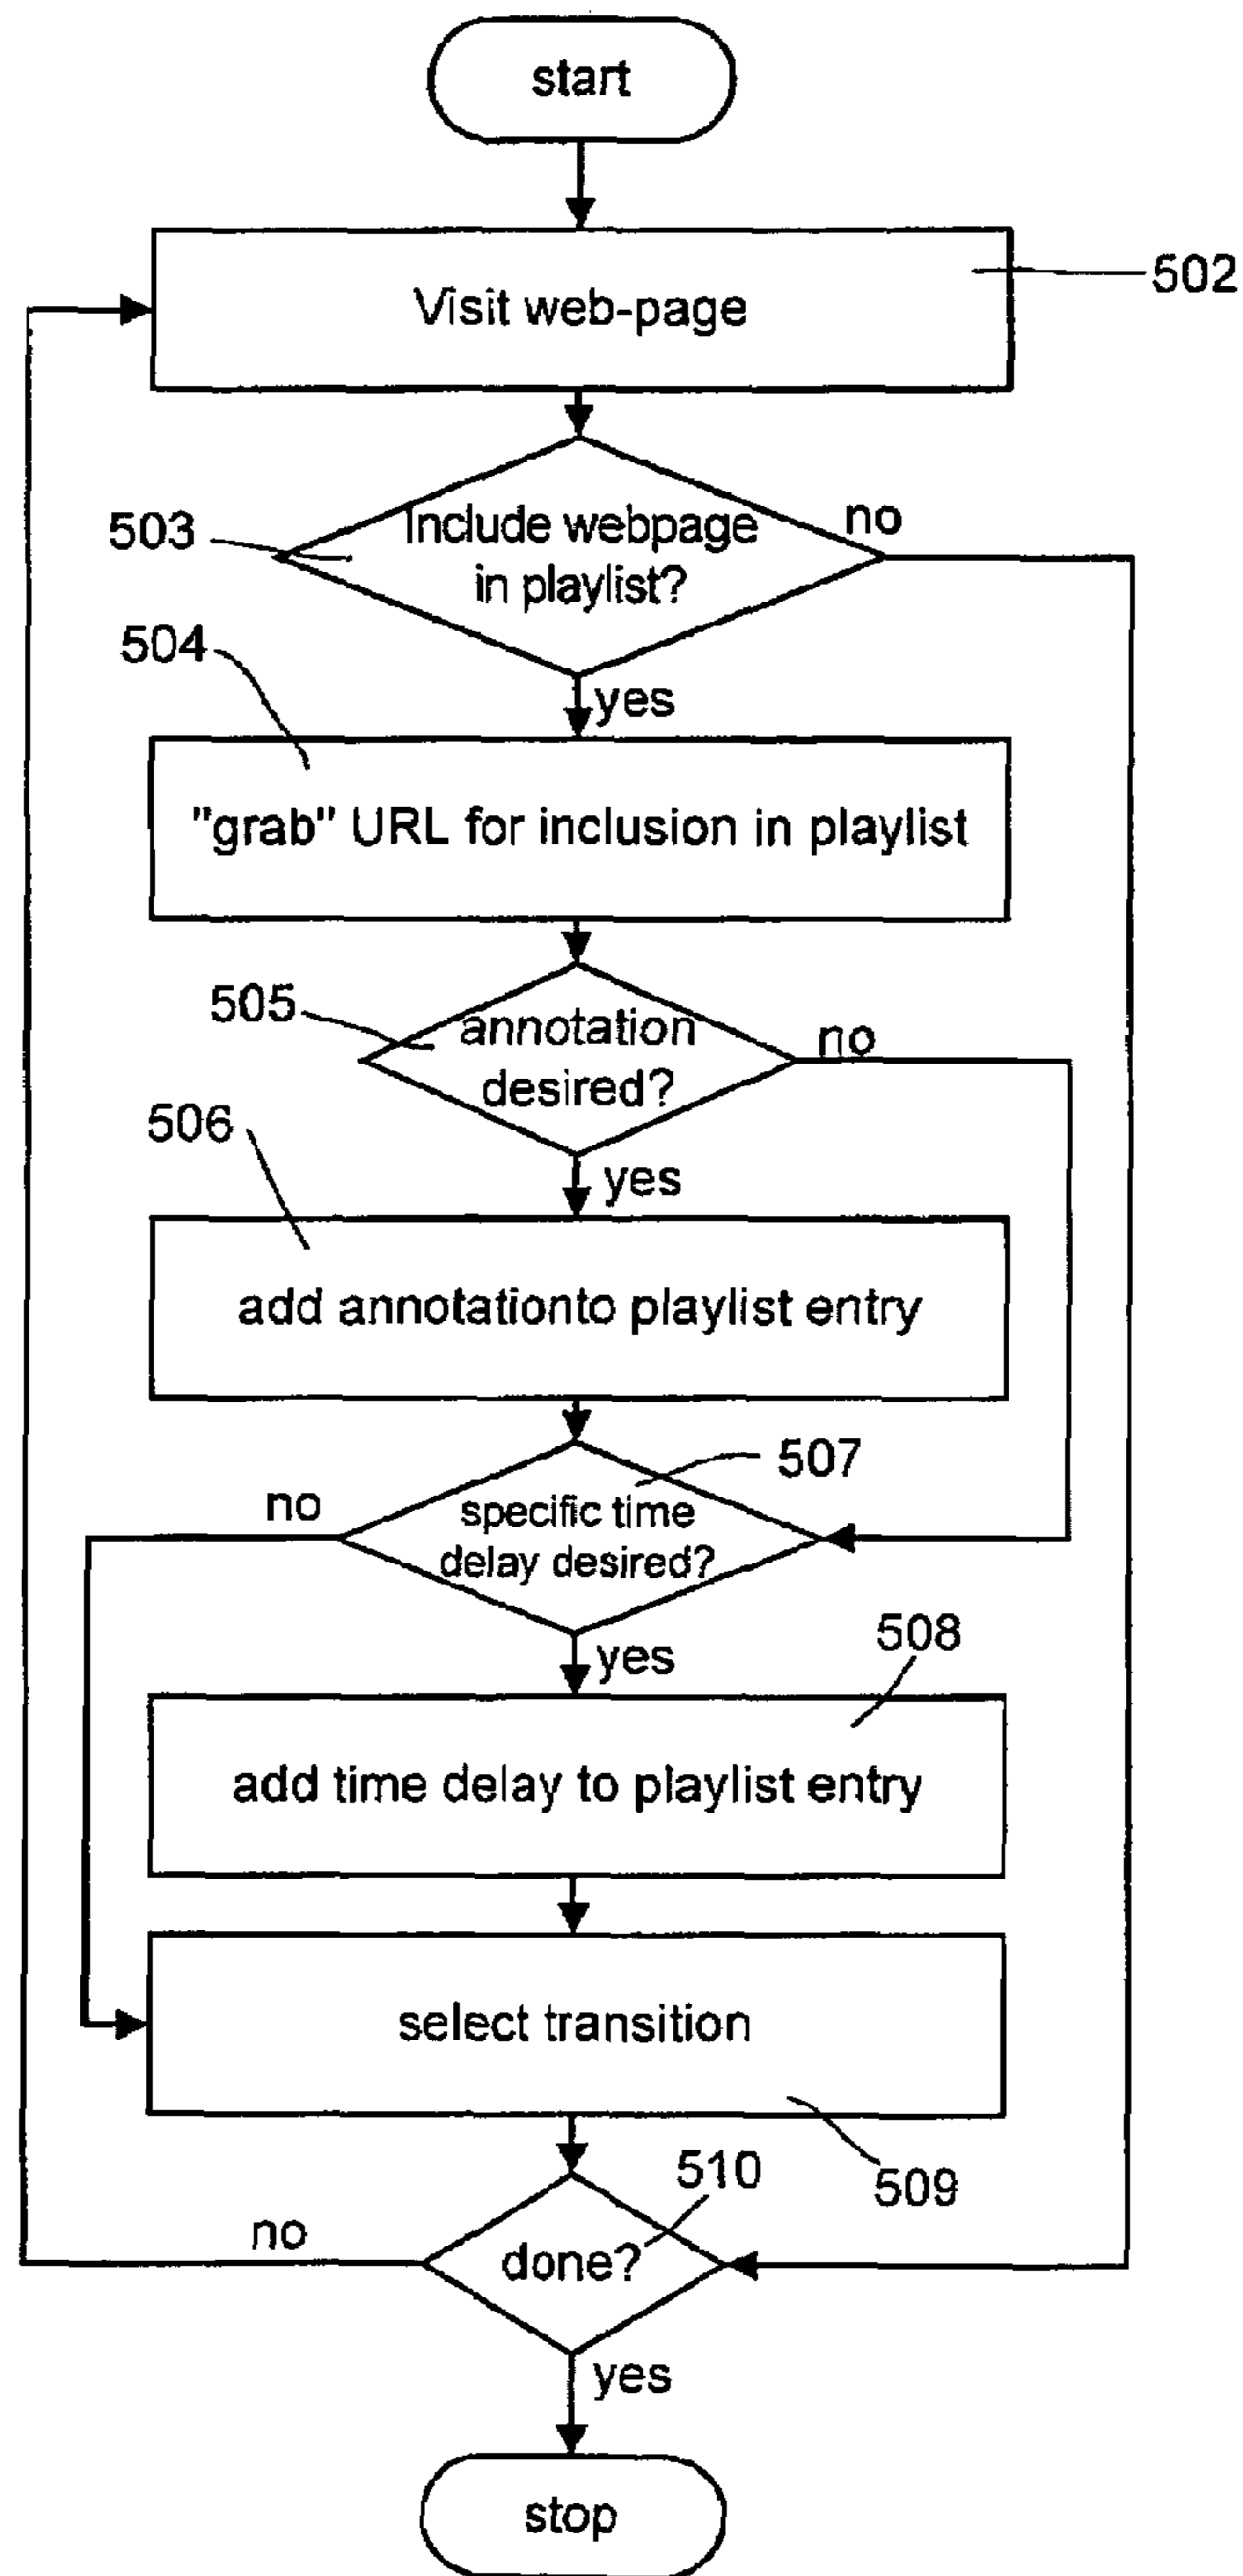 start
Visit web-page
502
503
Include webpage
in playlist?
no
504
yes
"grab" URL for inclusion in playlist
505
annotation
desired?
no
506
yes
add annotationto playlist entry
507
no
specific time
delay desired?
508
yes
add time delay to playlist entry
select transition
509
510
no
done?
yes
stop